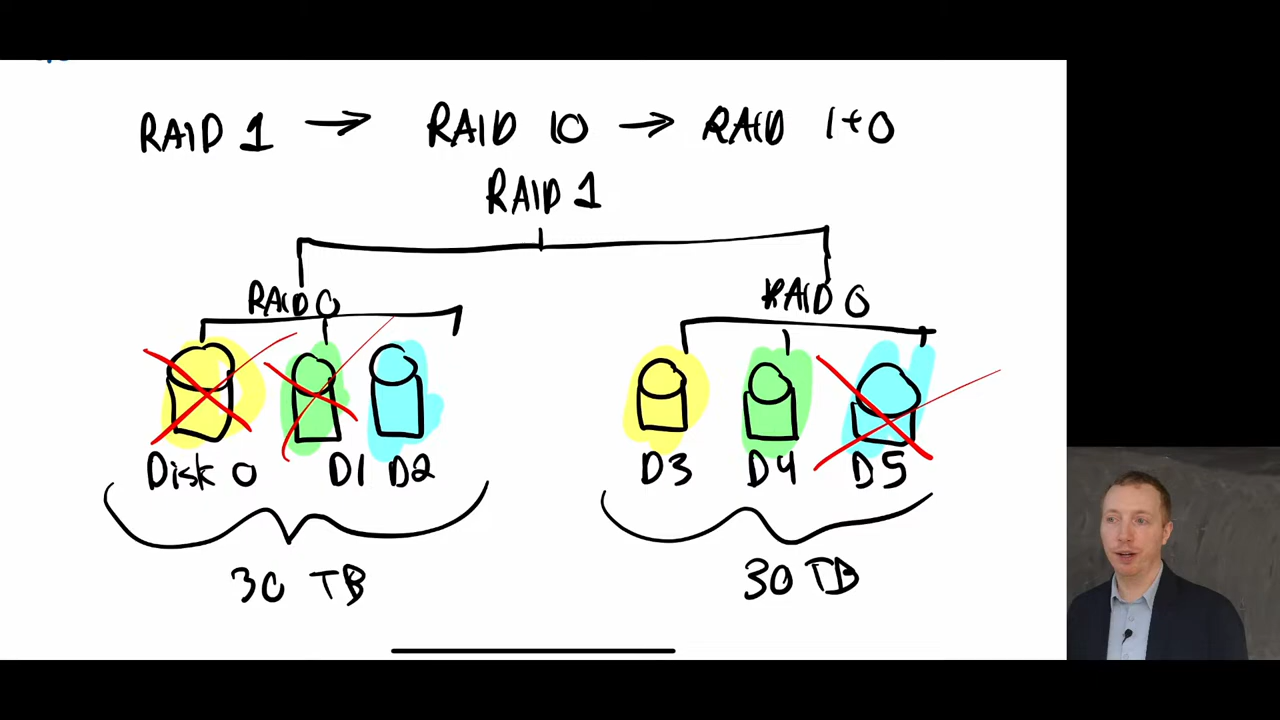 RAID 1 → RAID 10 → RAID 1+0
RAID 1
RAID 0 RAID 0
Disk 0 D1 D2 D3 D4 D5
30 TB 30 TB